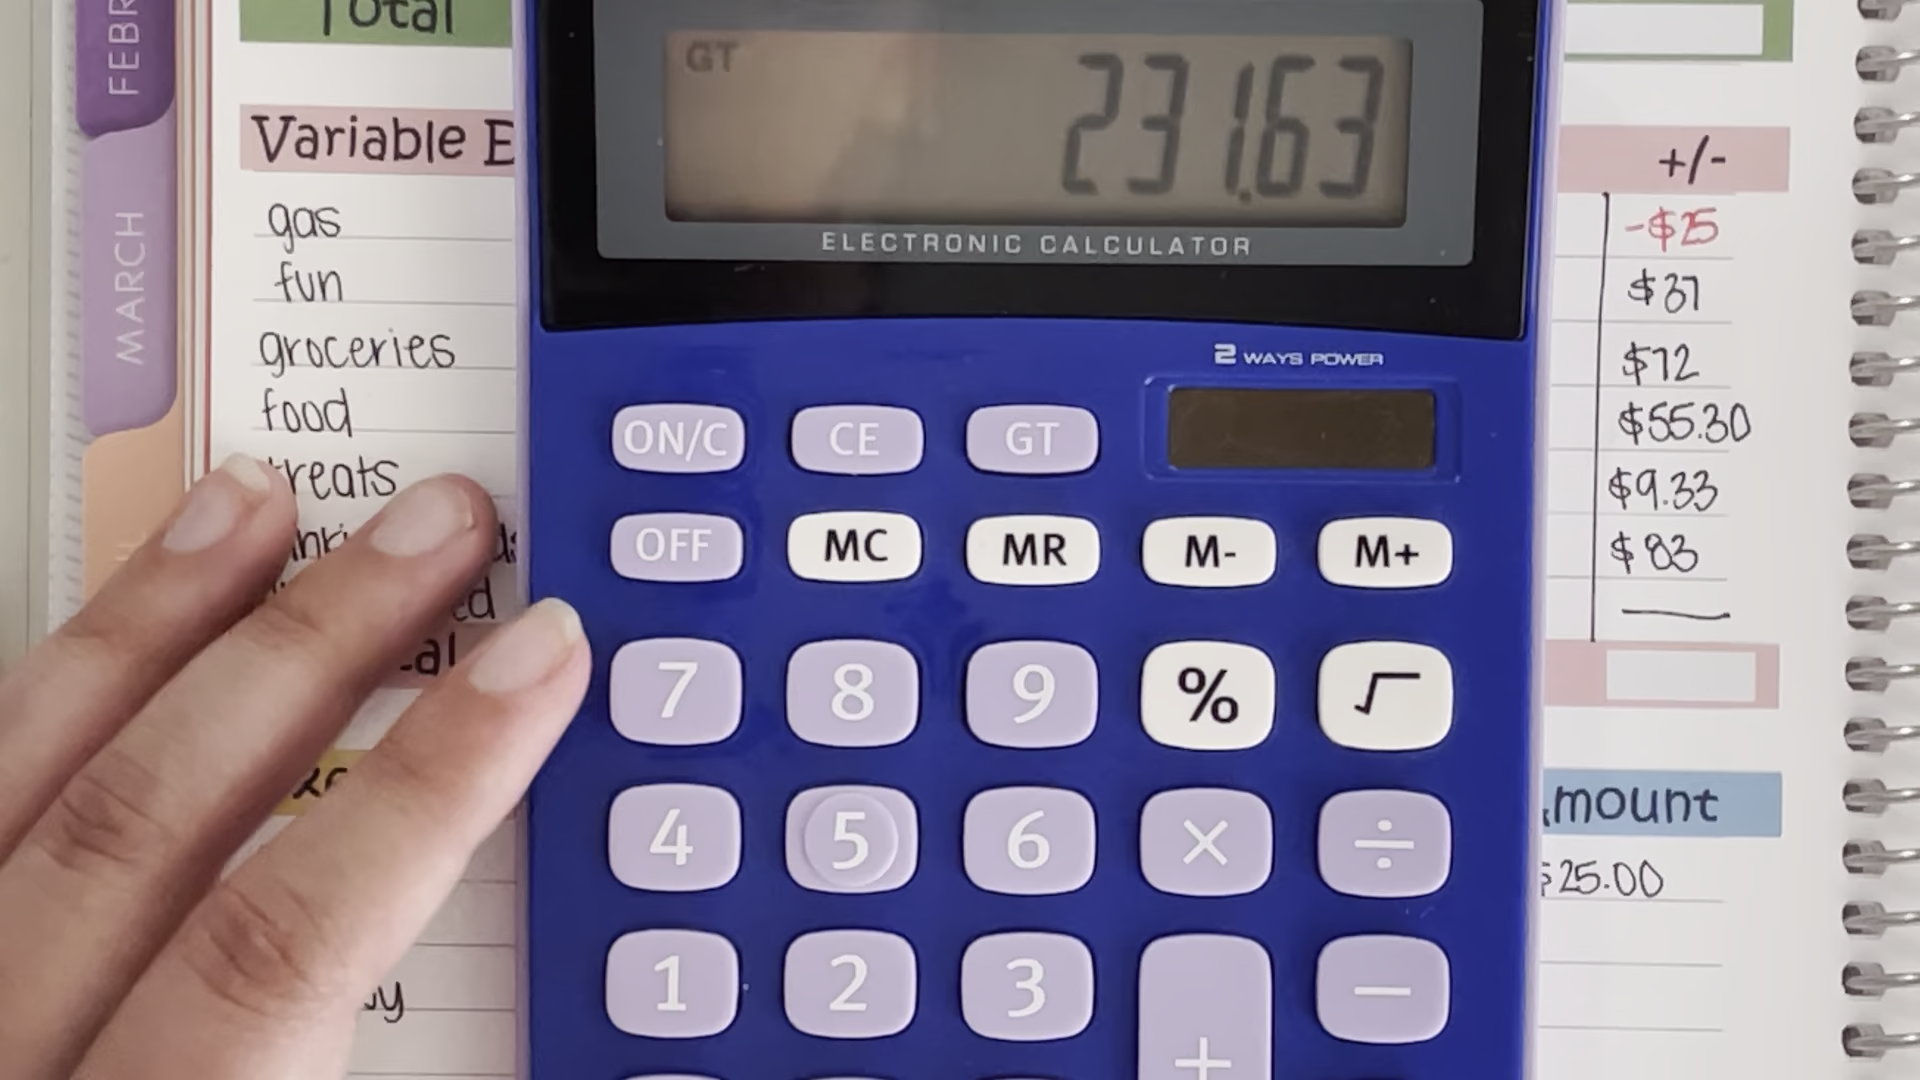 Total
FEBR
GT 231.63
Variable E
+/-
ELECTRONIC CALCULATOR
MARCH
gas
-$25
fun
$37
2 WAYS POWER
groceries
$72
food
$55.30
ON/C CE GT
treats
$9.33
OFF MC MR M- M+
$83
7 8 9 % √
4 5 6 × ÷
mount
$25.00
1 2 3 + −